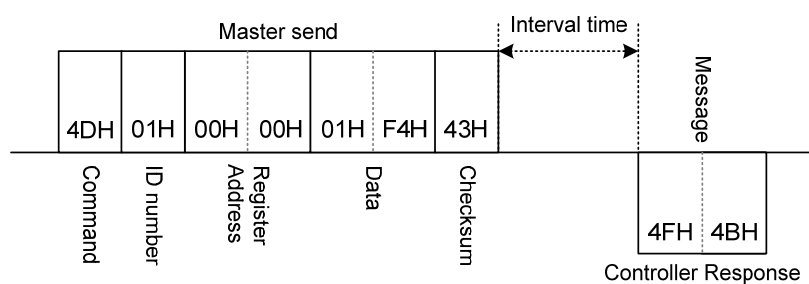 Master send
Interval time
4DH 01H 00H 00H 01H F4H 43H
Command
ID number
Register
Address
Data
Checksum
Message
4FH 4BH
Controller Response